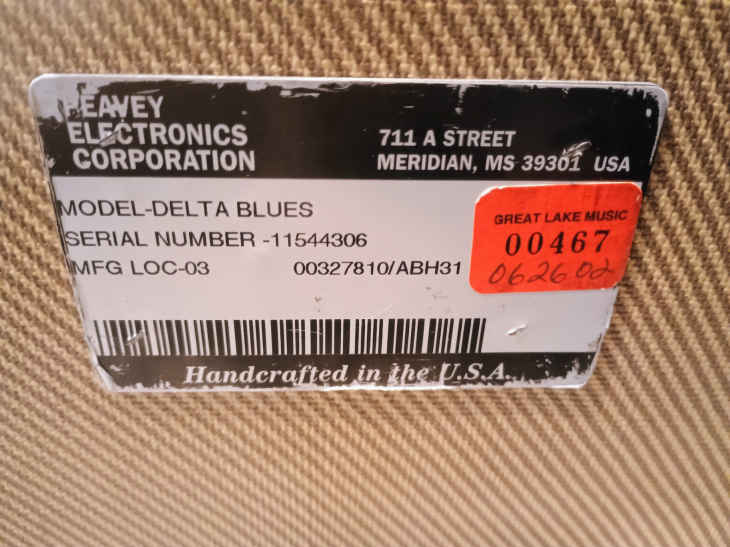 PEAVEY
ELECTRONICS
CORPORATION
711 A STREET
MERIDIAN, MS 39301 USA
MODEL-DELTA BLUES
SERIAL NUMBER -11544306
MFG LOC-03 00327810/ABH31
GREAT LAKE MUSIC
00467
062602
Handcrafted in the U.S.A.